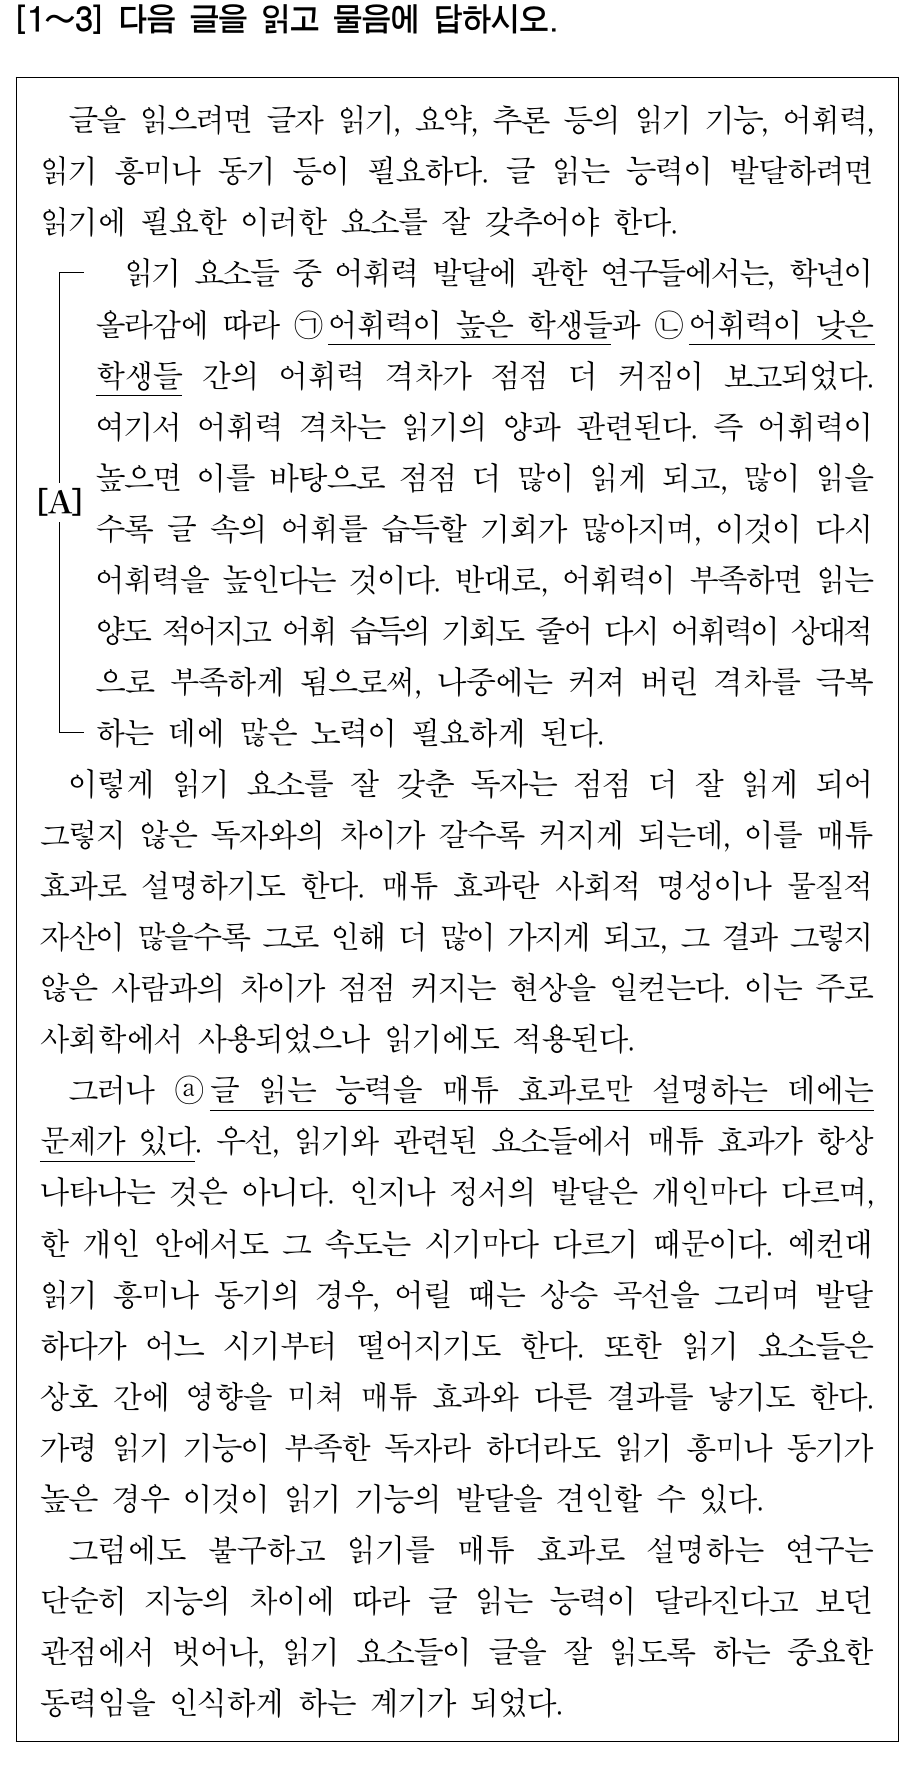 [1～3] 다음 글을 읽고 물음에 답하시오.
글을 읽으려면 글자 읽기, 요약, 추론 등의 읽기 기능, 어휘력,
읽기 흥미나 동기 등이 필요하다. 글 읽는 능력이 발달하려면
읽기에 필요한 이러한 요소를 잘 갖추어야 한다.
읽기 요소들 중 어휘력 발달에 관한 연구들에서는, 학년이
올라감에 따라 ㉠어휘력이 높은 학생들과 ㉡어휘력이 낮은
학생들 간의 어휘력 격차가 점점 더 커짐이 보고되었다.
여기서 어휘력 격차는 읽기의 양과 관련된다. 즉 어휘력이
높으면 이를 바탕으로 점점 더 많이 읽게 되고, 많이 읽을
[A]
수록 글 속의 어휘를 습득할 기회가 많아지며, 이것이 다시
어휘력을 높인다는 것이다. 반대로, 어휘력이 부족하면 읽는
양도 적어지고 어휘 습득의 기회도 줄어 다시 어휘력이 상대적
으로 부족하게 됨으로써, 나중에는 커져 버린 격차를 극복
하는 데에 많은 노력이 필요하게 된다.
이렇게 읽기 요소를 잘 갖춘 독자는 점점 더 잘 읽게 되어
그렇지 않은 독자와의 차이가 갈수록 커지게 되는데, 이를 매튜
효과로 설명하기도 한다. 매튜 효과란 사회적 명성이나 물질적
자산이 많을수록 그로 인해 더 많이 가지게 되고, 그 결과 그렇지
않은 사람과의 차이가 점점 커지는 현상을 일컫는다. 이는 주로
사회학에서 사용되었으나 읽기에도 적용된다.
그러나 ⓐ글 읽는 능력을 매튜 효과로만 설명하는 데에는
문제가 있다. 우선, 읽기와 관련된 요소들에서 매튜 효과가 항상
나타나는 것은 아니다. 인지나 정서의 발달은 개인마다 다르며,
한 개인 안에서도 그 속도는 시기마다 다르기 때문이다. 예컨대
읽기 흥미나 동기의 경우, 어릴 때는 상승 곡선을 그리며 발달
하다가 어느 시기부터 떨어지기도 한다. 또한 읽기 요소들은
상호 간에 영향을 미쳐 매튜 효과와 다른 결과를 낳기도 한다.
가령 읽기 기능이 부족한 독자라 하더라도 읽기 흥미나 동기가
높은 경우 이것이 읽기 기능의 발달을 견인할 수 있다.
그럼에도 불구하고 읽기를 매튜 효과로 설명하는 연구는
단순히 지능의 차이에 따라 글 읽는 능력이 달라진다고 보던
관점에서 벗어나, 읽기 요소들이 글을 잘 읽도록 하는 중요한
동력임을 인식하게 하는 계기가 되었다.